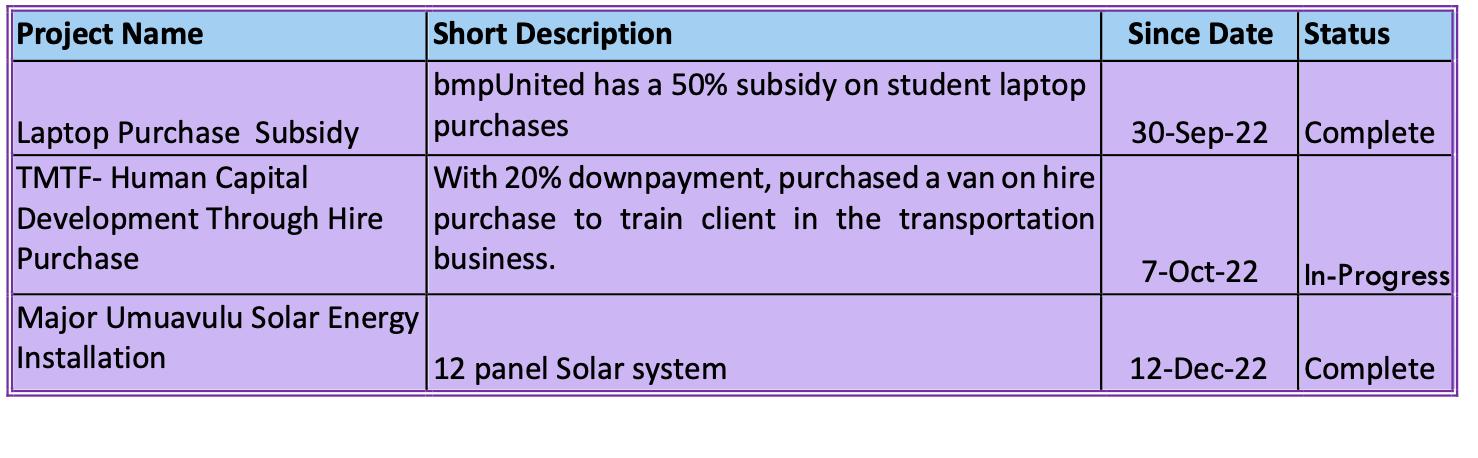 Project Name Short Description Since Date Status
bmpUnited has a 50% subsidy on student laptop
purchases
Laptop Purchase  Subsidy 30-Sep-22 Complete
TMTF- Human Capital
Development Through Hire
Purchase
With 20% downpayment, purchased a van on hire
purchase to train client in the transportation
business.
7-Oct-22 In-Progress
Major Umuavulu Solar Energy
Installation
12 panel Solar system 12-Dec-22 Complete